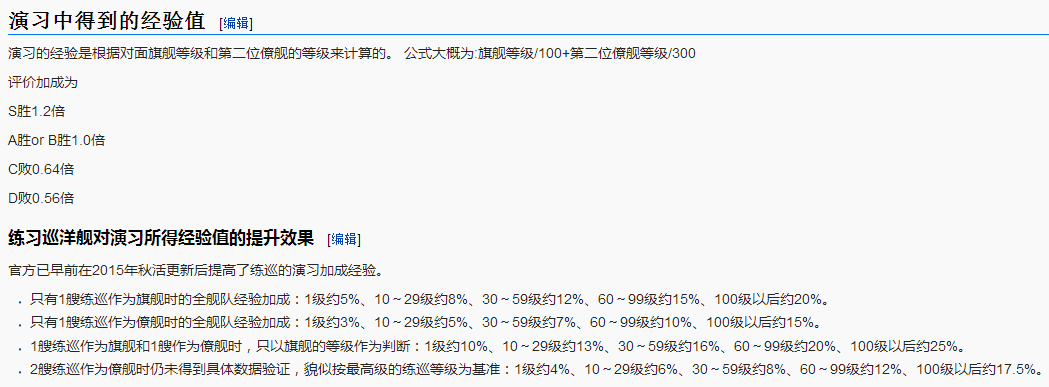 演习中得到的经验值 [编辑]
演习的经验是根据对面旗舰等级和第二位僚舰的等级来计算的。 公式大概为:旗舰等级/100+第二位僚舰等级/300
评价加成为
S胜1.2倍
A胜or B胜1.0倍
C败0.64倍
D败0.56倍
练习巡洋舰对演习所得经验值的提升效果 [编辑]
官方已早前在2015年秋活更新后提高了练巡的演习加成经验。
只有1艘练巡作为旗舰时的全舰队经验加成：1级约5%、10～29级约8%、30～59级约12%、60～99级约15%、100级以后约20%。
只有1艘练巡作为僚舰时的全舰队经验加成：1级约3%、10～29级约5%、30～59级约7%、60～99级约10%、100级以后约15%。
1艘练巡作为旗舰和1艘作为僚舰时，只以旗舰的等级作为判断：1级约10%、10～29级约13%、30～59级约16%、60～99级约20%、100级以后约25%。
2艘练巡作为僚舰时仍未得到具体数据验证，貌似按最高级的练巡等级为基准：1级约4%、10～29级约6%、30～59级约8%、60～99级约12%、100级以后约17.5%。